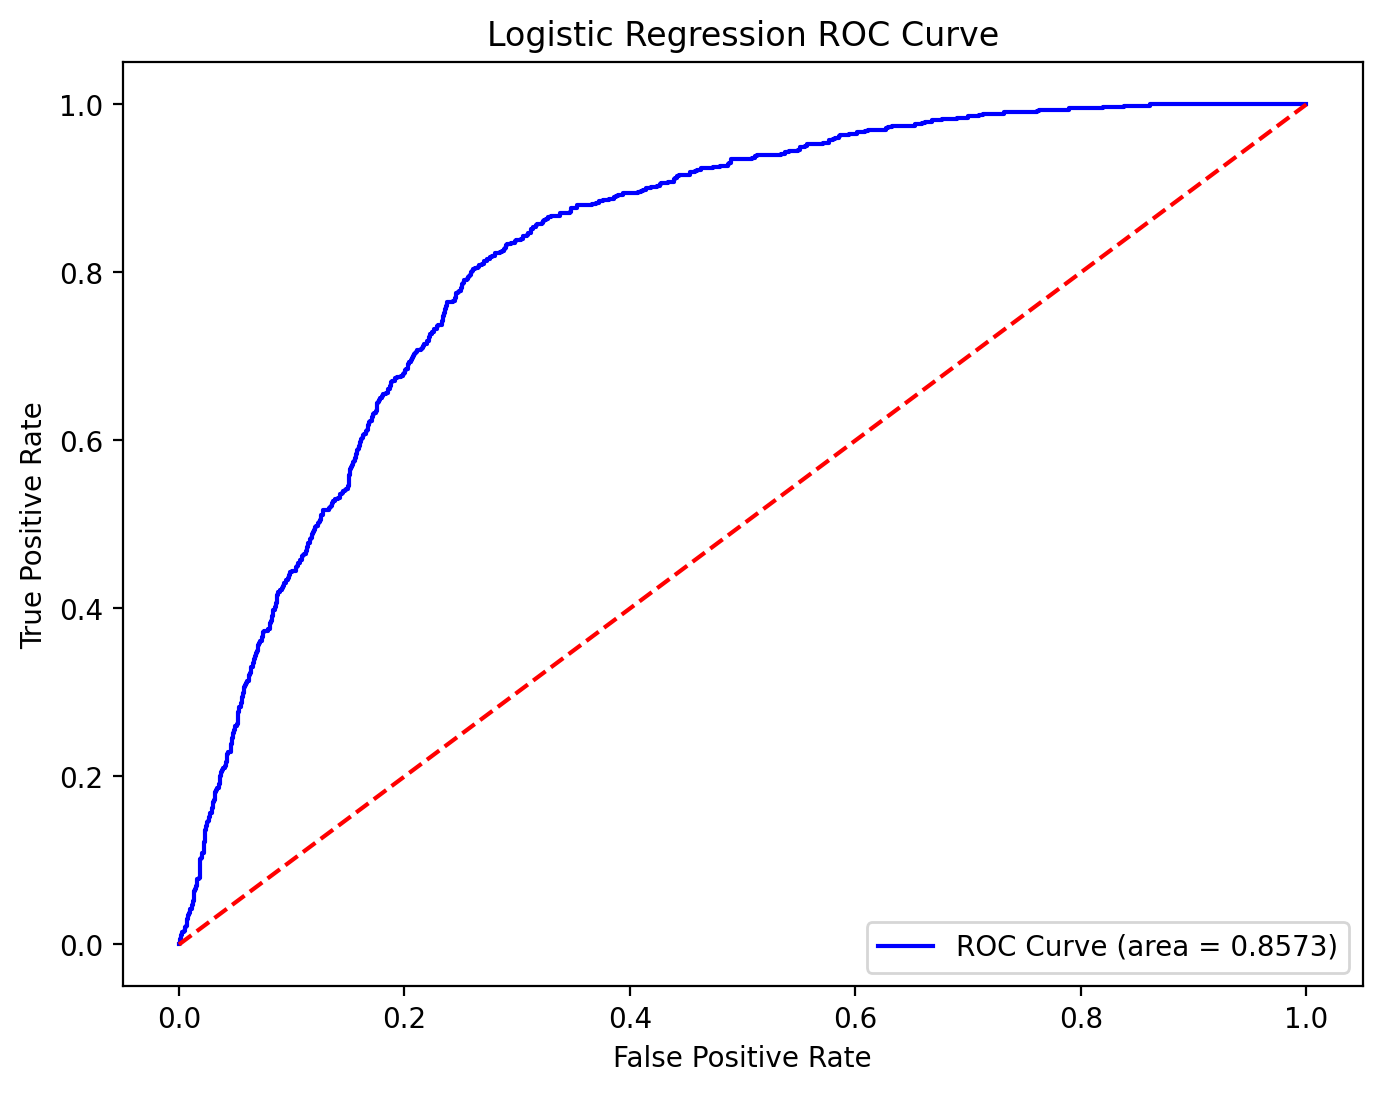 Logistic Regression ROC Curve
True Positive Rate
1.0
0.8
0.6
0.4
0.2
0.0
ROC Curve (area = 0.8573)
0.0 0.2 0.4 0.6 0.8 1.0
False Positive Rate